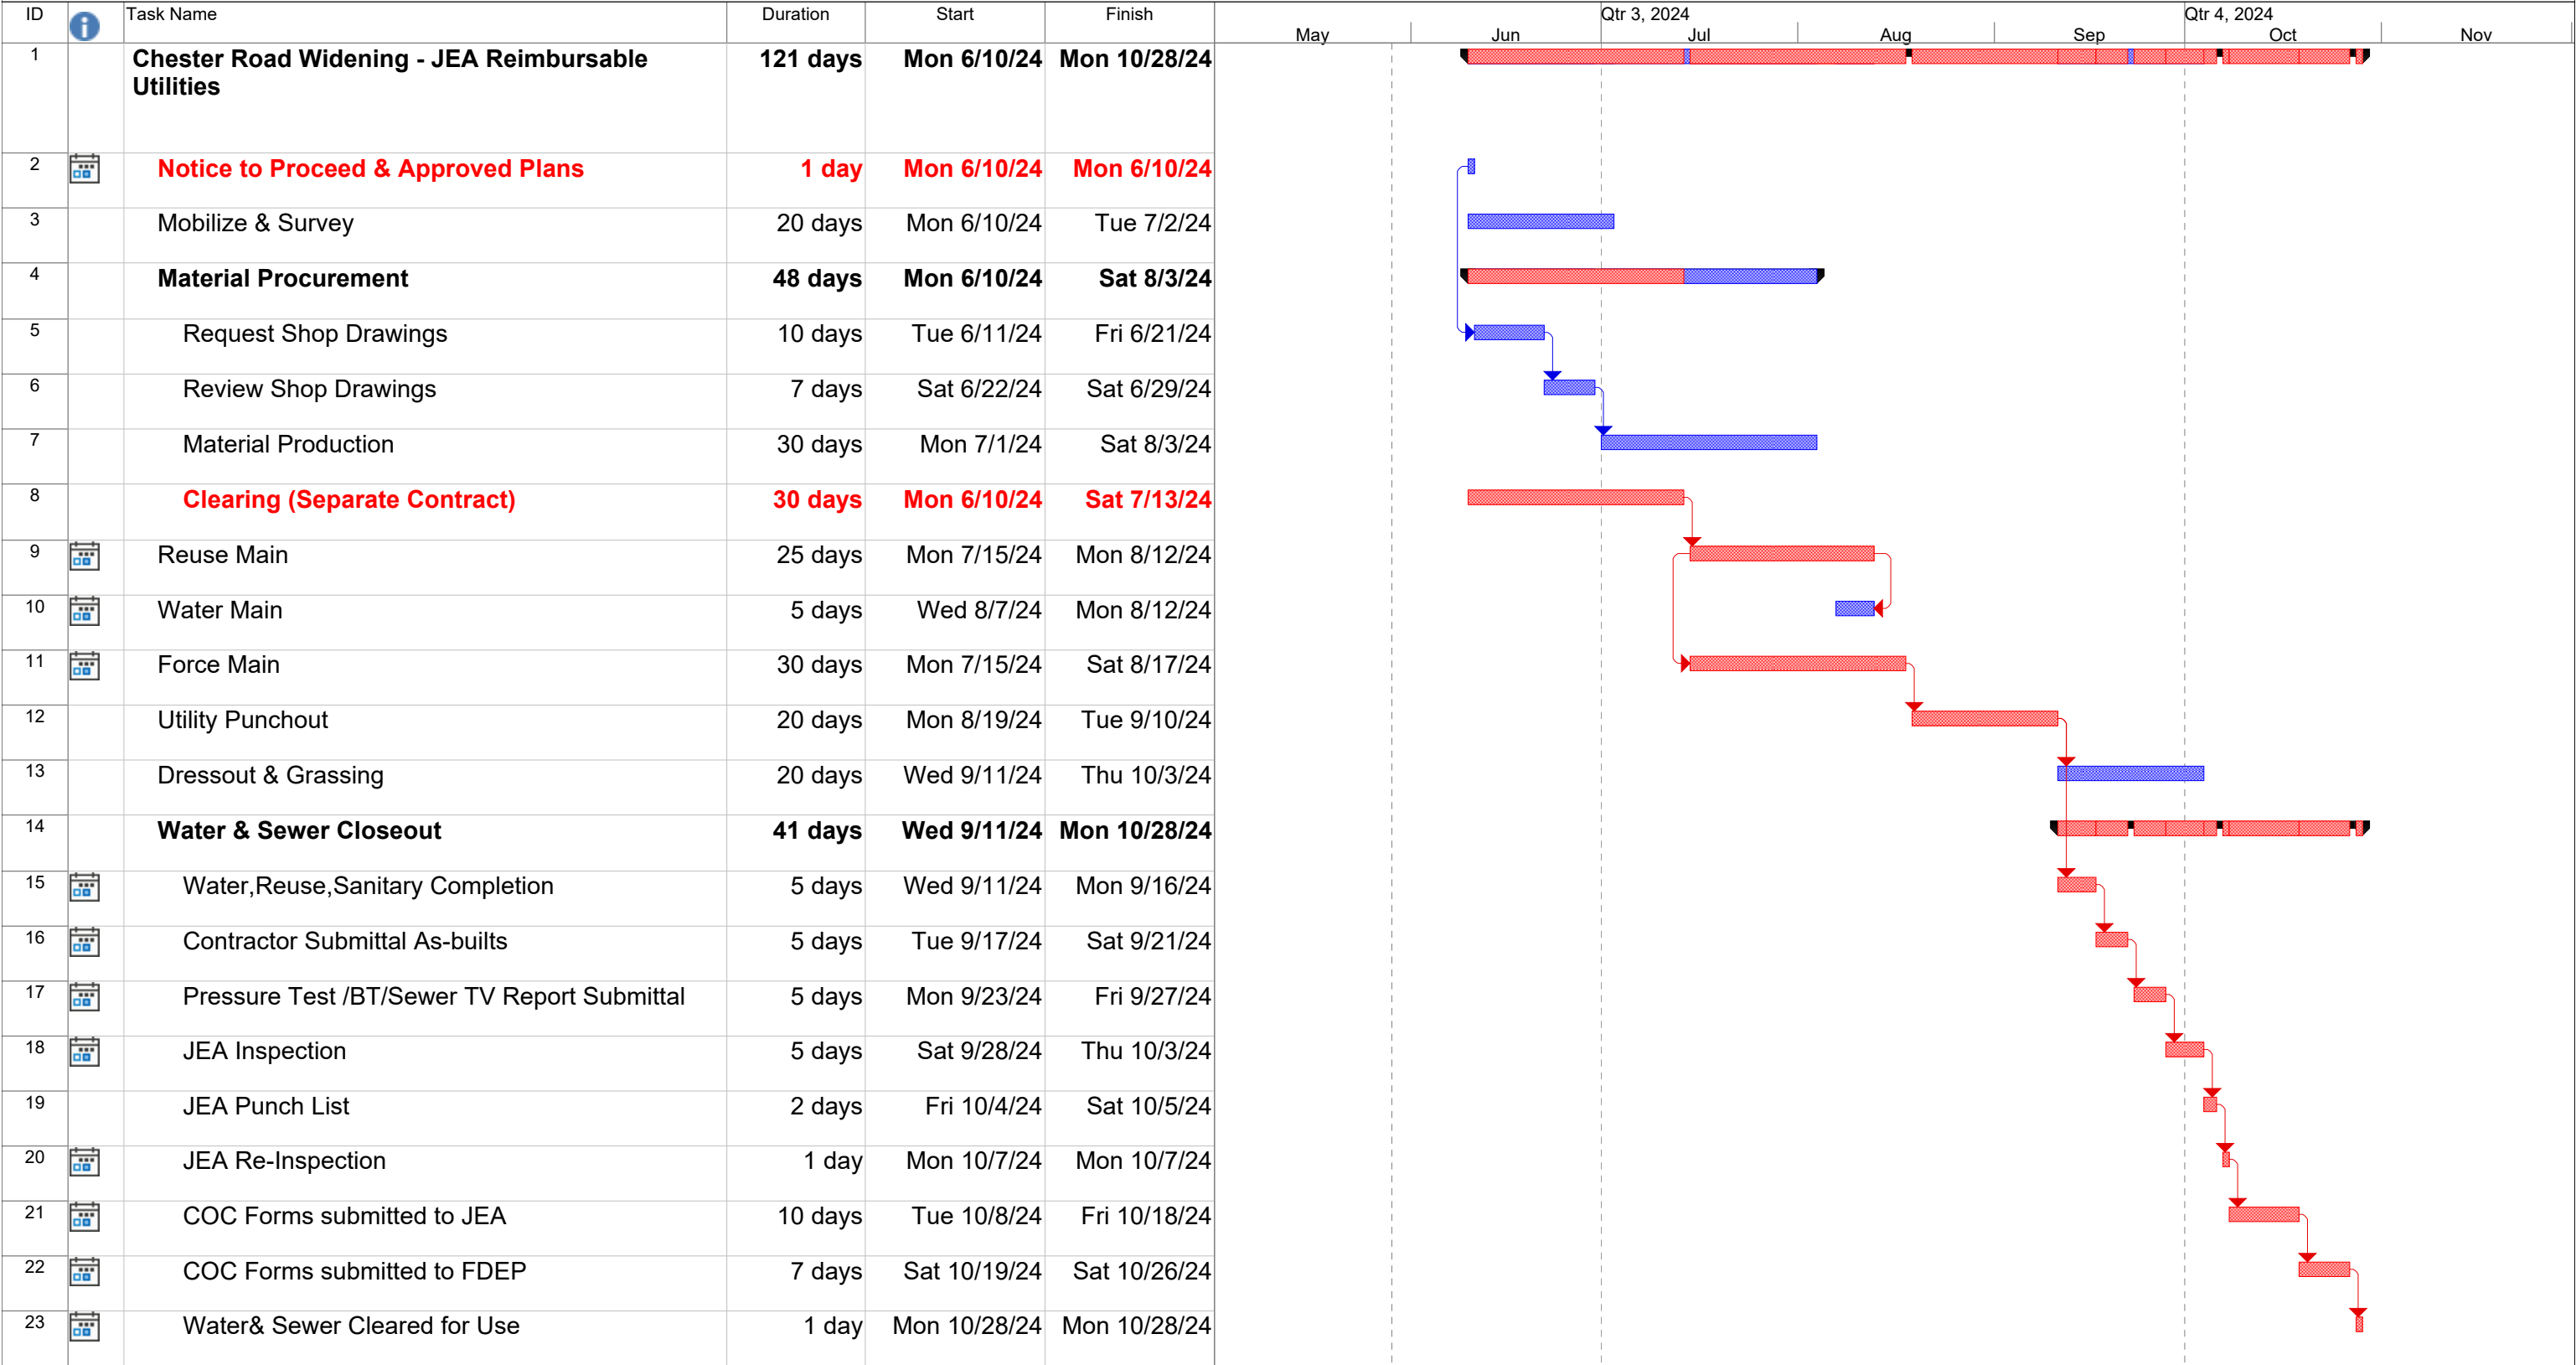 ID Task Name Duration Start Finish Qtr 3, 2024 Qtr 4, 2024
May Jun Jul Aug Sep Oct Nov
1 Chester Road Widening - JEA Reimbursable 121 days Mon 6/10/24 Mon 10/28/24
Utilities
2 Notice to Proceed & Approved Plans 1 day Mon 6/10/24 Mon 6/10/24
3 Mobilize & Survey 20 days Mon 6/10/24 Tue 7/2/24
4 Material Procurement 48 days Mon 6/10/24 Sat 8/3/24
5 Request Shop Drawings 10 days Tue 6/11/24 Fri 6/21/24
6 Review Shop Drawings 7 days Sat 6/22/24 Sat 6/29/24
7 Material Production 30 days Mon 7/1/24 Sat 8/3/24
8 Clearing (Separate Contract) 30 days Mon 6/10/24 Sat 7/13/24
9 Reuse Main 25 days Mon 7/15/24 Mon 8/12/24
10 Water Main 5 days Wed 8/7/24 Mon 8/12/24
11 Force Main 30 days Mon 7/15/24 Sat 8/17/24
12 Utility Punchout 20 days Mon 8/19/24 Tue 9/10/24
13 Dressout & Grassing 20 days Wed 9/11/24 Thu 10/3/24
14 Water & Sewer Closeout 41 days Wed 9/11/24 Mon 10/28/24
15 Water,Reuse,Sanitary Completion 5 days Wed 9/11/24 Mon 9/16/24
16 Contractor Submittal As-builts 5 days Tue 9/17/24 Sat 9/21/24
17 Pressure Test /BT/Sewer TV Report Submittal 5 days Mon 9/23/24 Fri 9/27/24
18 JEA Inspection 5 days Sat 9/28/24 Thu 10/3/24
19 JEA Punch List 2 days Fri 10/4/24 Sat 10/5/24
20 JEA Re-Inspection 1 day Mon 10/7/24 Mon 10/7/24
21 COC Forms submitted to JEA 10 days Tue 10/8/24 Fri 10/18/24
22 COC Forms submitted to FDEP 7 days Sat 10/19/24 Sat 10/26/24
23 Water& Sewer Cleared for Use 1 day Mon 10/28/24 Mon 10/28/24